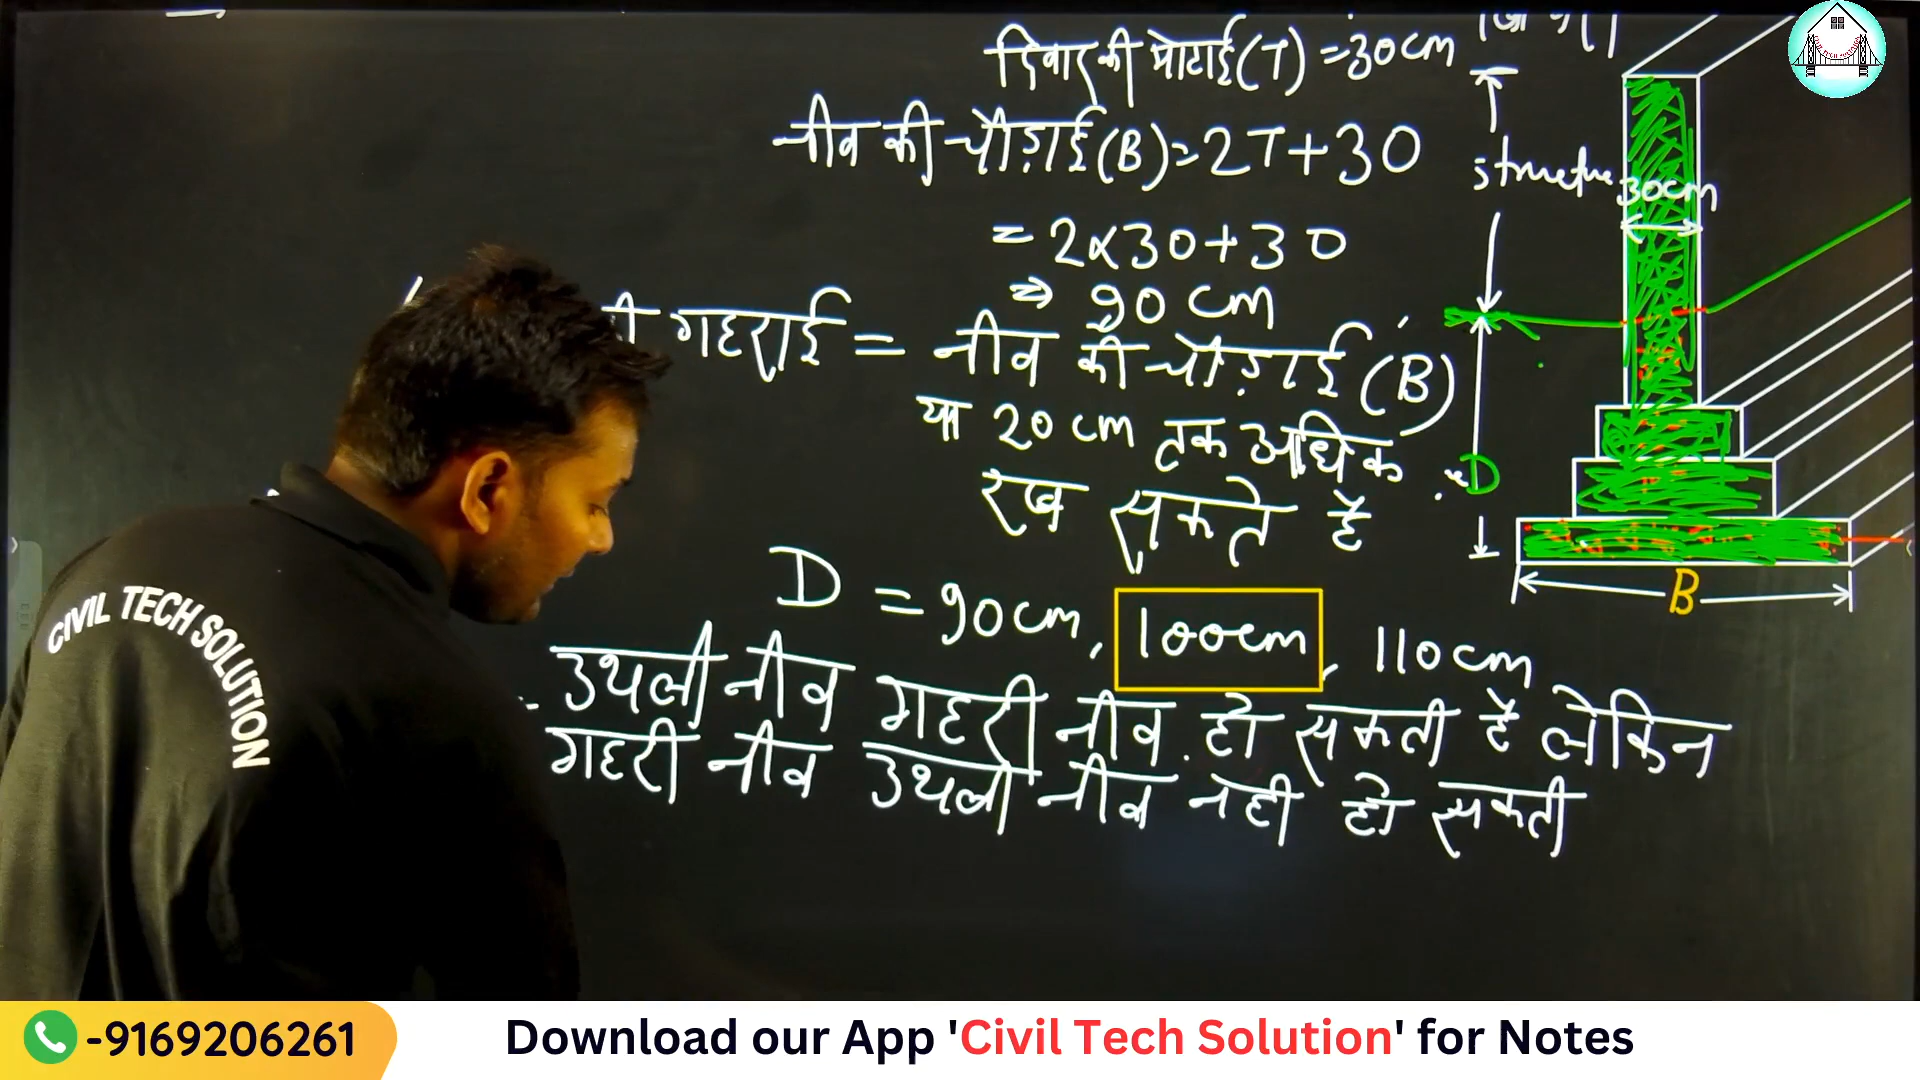 दिवार की मोटाई (T) = 30cm
नीव की चौड़ाई (B) = 2T + 30
= 2×30+30
⇒ 90 cm
गहराई = नीव की चौड़ाई (B)
या 20 cm तक अधिक
रख सकते है
D = 90cm, 100cm, 110cm
उथली नीव गहरी नीव हो सकती है लेकिन
गहरी नीव उथली नीव नही हो सकती
structure
30cm
D
B
CIVIL TECH SOLUTION
-9169206261
Download our App 'Civil Tech Solution' for Notes